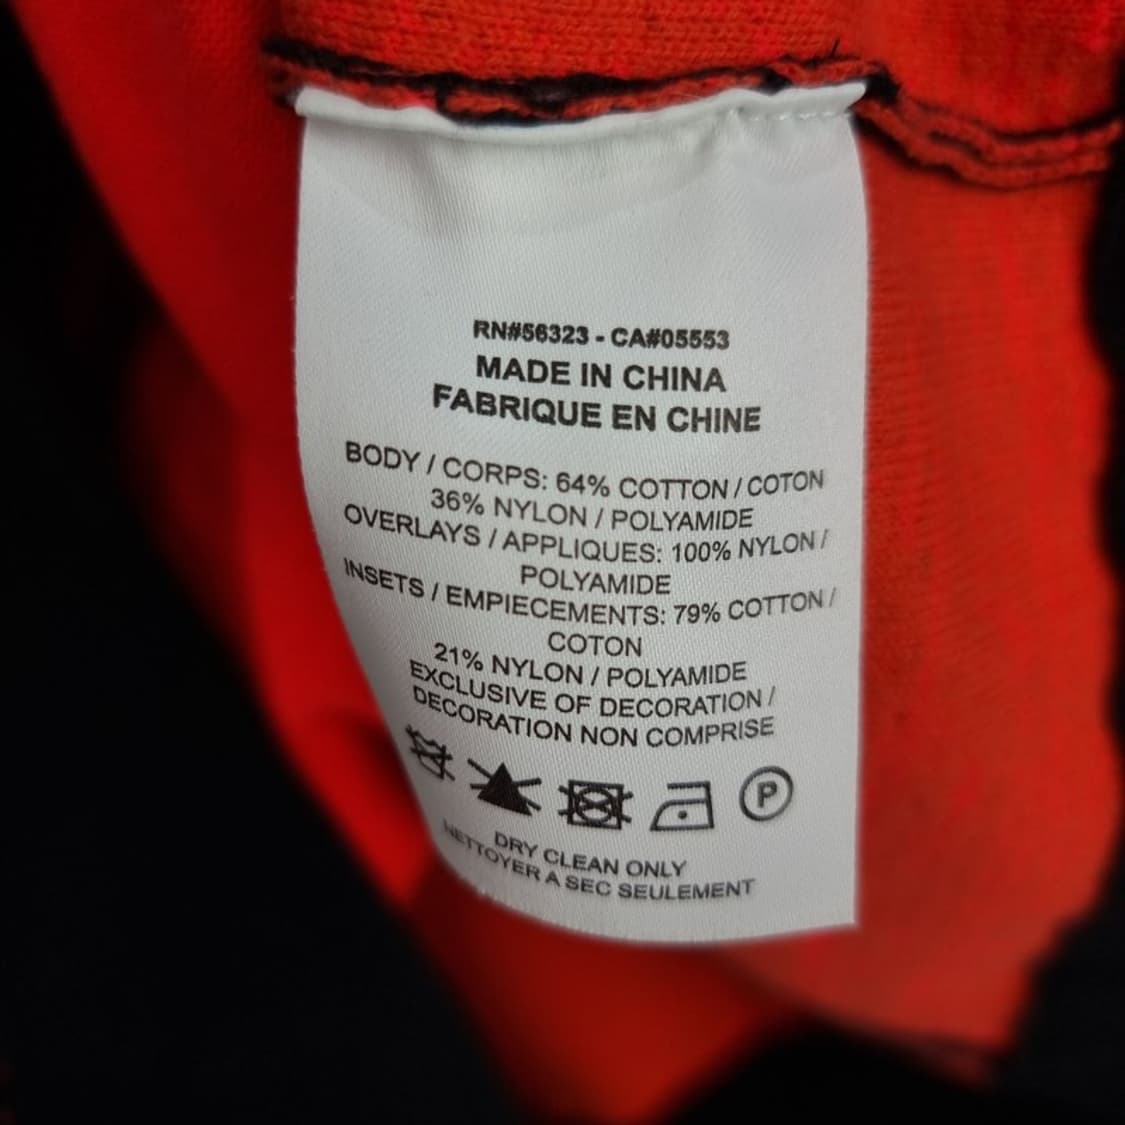 RN#56323 - CA#05553
MADE IN CHINA
FABRIQUE EN CHINE
BODY / CORPS: 64% COTTON / COTON
36% NYLON / POLYAMIDE
OVERLAYS / APPLIQUES: 100% NYLON /
POLYAMIDE
INSETS / EMPIECEMENTS: 79% COTTON /
COTON
21% NYLON / POLYAMIDE
EXCLUSIVE OF DECORATION /
DECORATION NON COMPRISE
P
DRY CLEAN ONLY
NETTOYER A SEC SEULEMENT